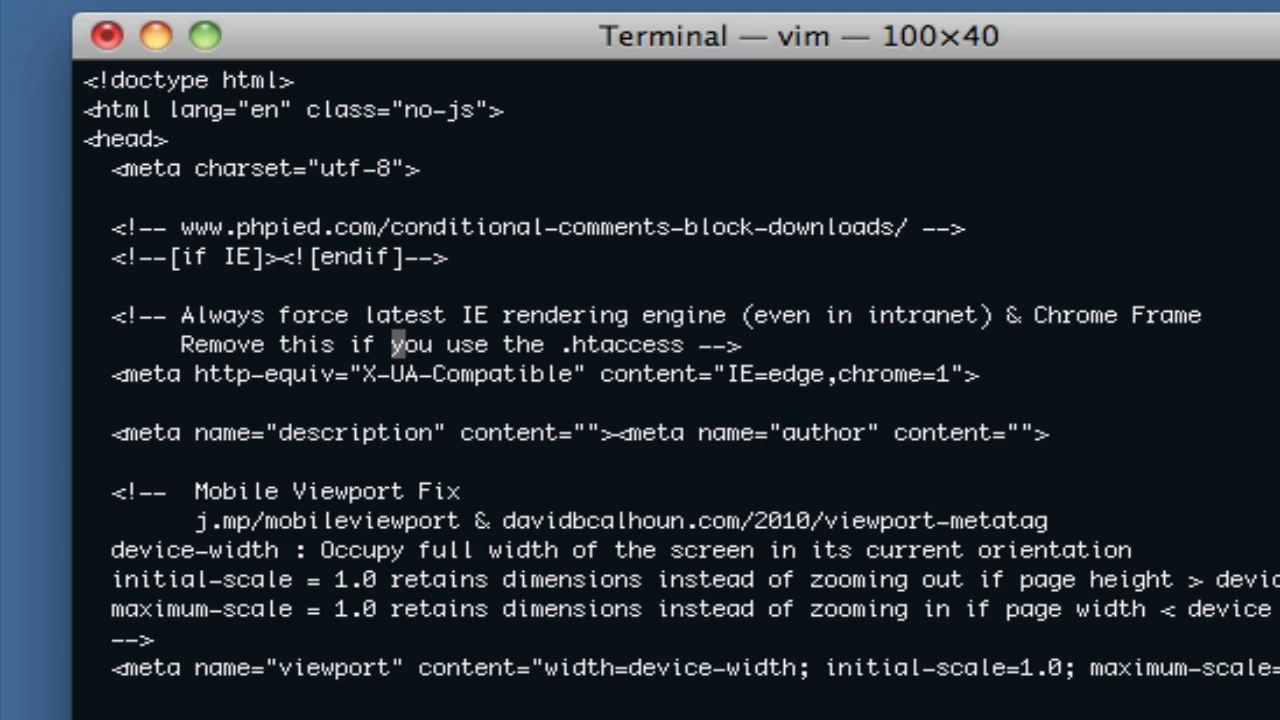 Terminal — vim — 100×40
<!doctype html>
<html lang="en" class="no-js">
<head>
  <meta charset="utf-8">
  <!-- www.phpied.com/conditional-comments-block-downloads/ -->
  <!--[if IE]><![endif]-->
  <!-- Always force latest IE rendering engine (even in intranet) & Chrome Frame
       Remove this if you use the .htaccess -->
  <meta http-equiv="X-UA-Compatible" content="IE=edge,chrome=1">
  <meta name="description" content=""><meta name="author" content="">
  <!--  Mobile Viewport Fix
        j.mp/mobileviewport & davidbcalhoun.com/2010/viewport-metatag
  device-width : Occupy full width of the screen in its current orientation
  initial-scale = 1.0 retains dimensions instead of zooming out if page height > devic
  maximum-scale = 1.0 retains dimensions instead of zooming in if page width < device
  -->
  <meta name="viewport" content="width=device-width; initial-scale=1.0; maximum-scale=